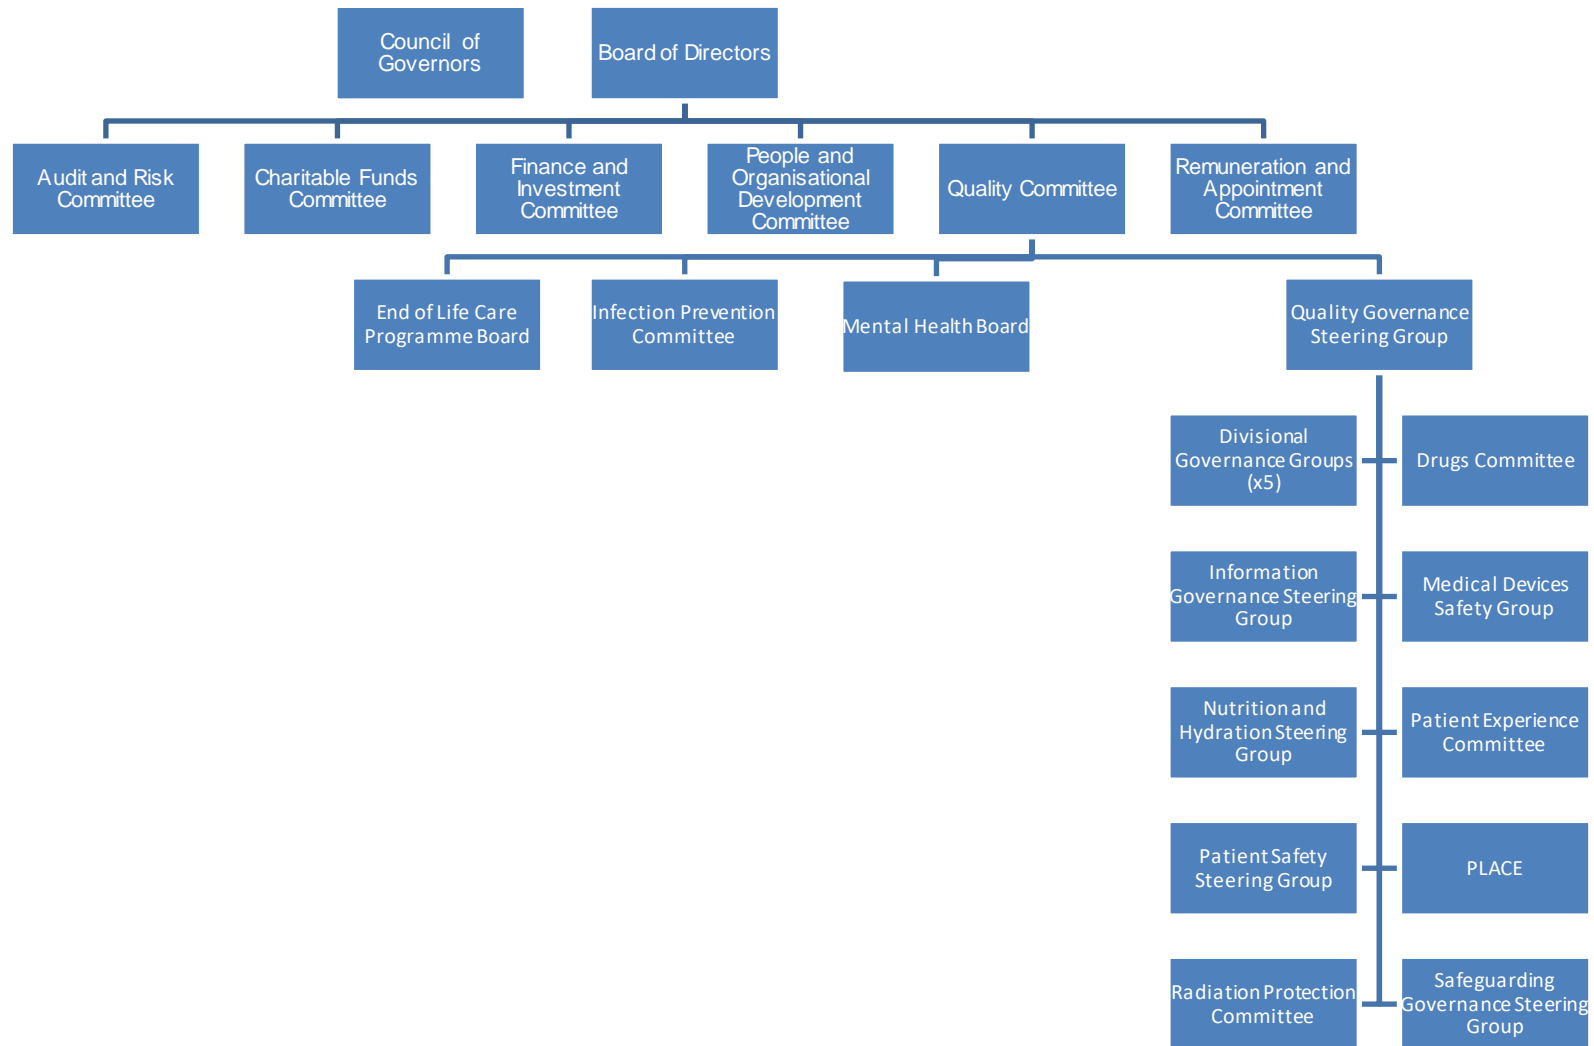 Council of
Governors
Board of Directors
Audit and Risk
Committee
Charitable Funds
Committee
Finance and
Investment
Committee
People and
Organisational
Development
Committee
Quality Committee
Remuneration and
Appointment
Committee
End of Life Care
Programme Board
Infection Prevention
Committee
Mental Health Board
Quality Governance
Steering Group
Divisional
Governance Groups
(x5)
Drugs Committee
Information
Governance Steering
Group
Medical Devices
Safety Group
Nutrition and
Hydration Steering
Group
Patient Experience
Committee
Patient Safety
Steering Group
PLACE
Radiation Protection
Committee
Safeguarding
Governance Steering
Group